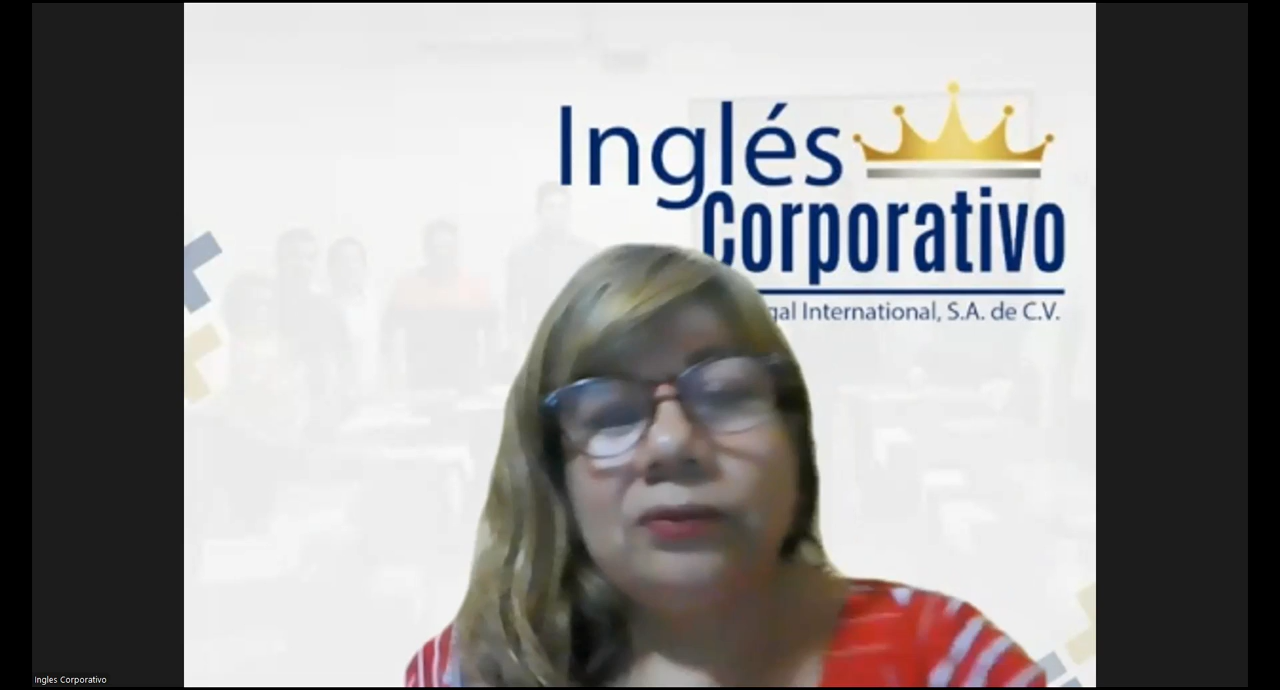 Inglés
Corporativo
International, S.A. de C.V.
Ingles Corporativo